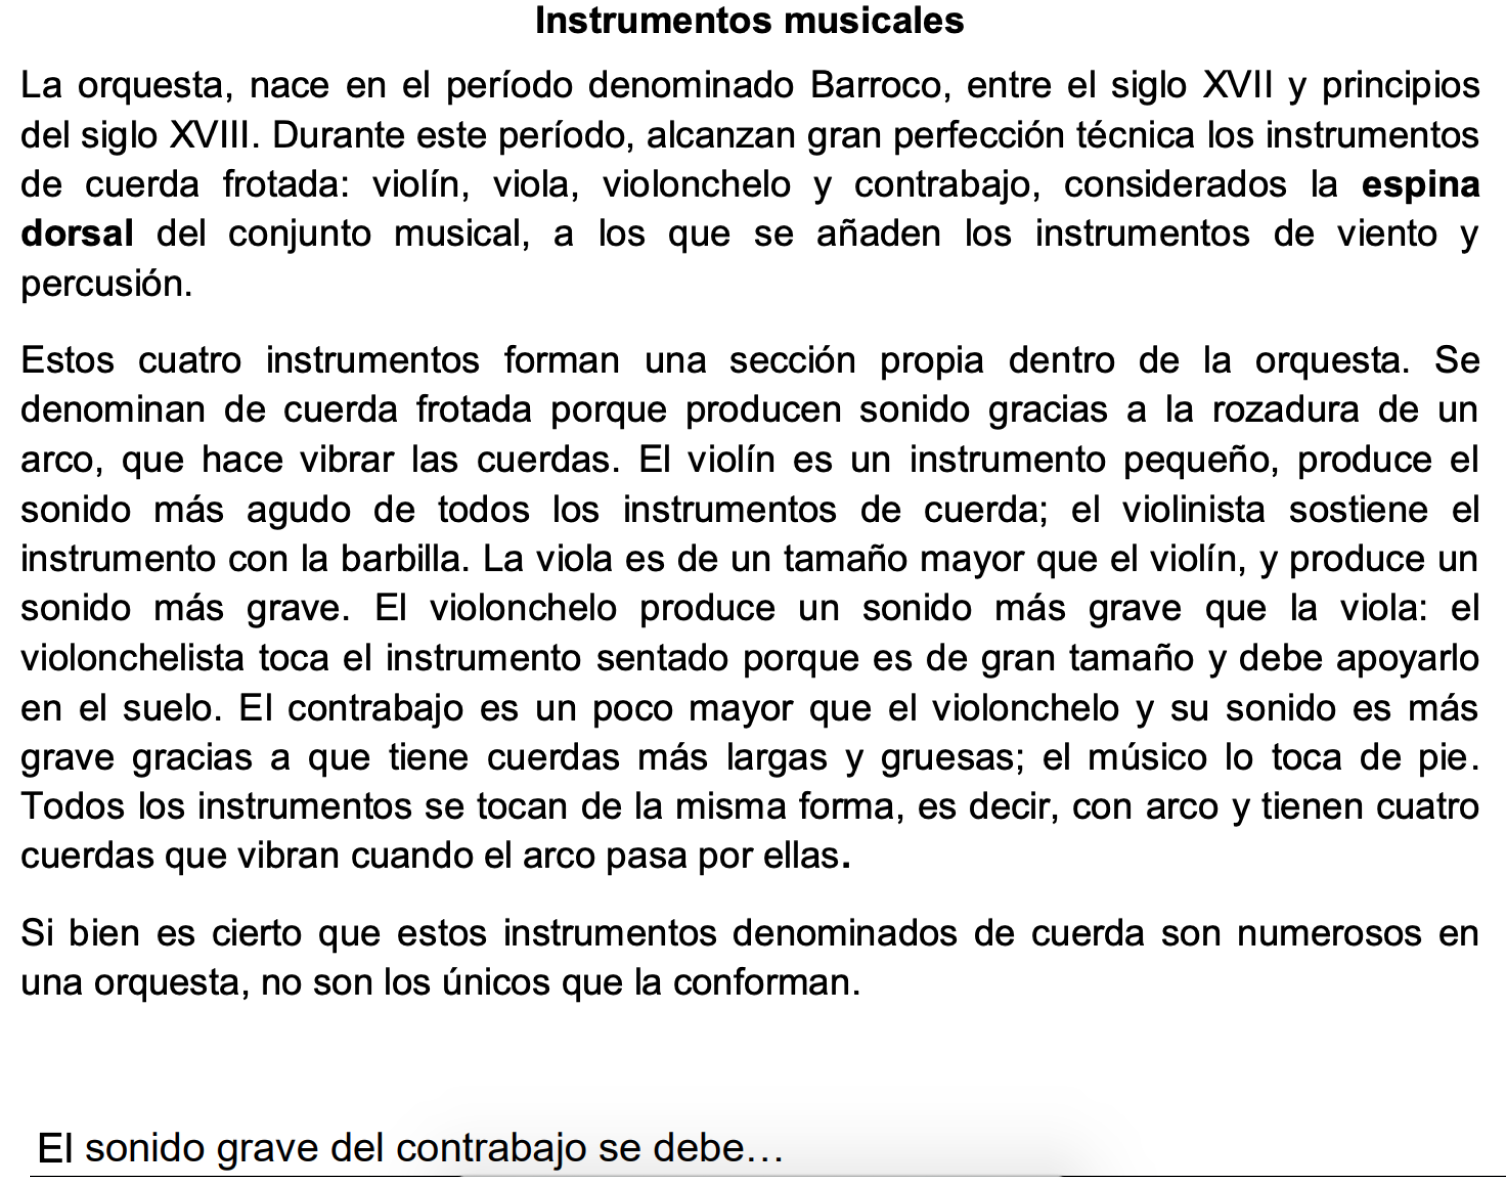 Instrumentos musicales
La orquesta, nace en el período denominado Barroco, entre el siglo XVII y principios
del siglo XVIII. Durante este período, alcanzan gran perfección técnica los instrumentos
de cuerda frotada: violín, viola, violonchelo y contrabajo, considerados la espina
dorsal del conjunto musical, a los que se añaden los instrumentos de viento y
percusión.
Estos cuatro instrumentos forman una sección propia dentro de la orquesta. Se
denominan de cuerda frotada porque producen sonido gracias a la rozadura de un
arco, que hace vibrar las cuerdas. El violín es un instrumento pequeño, produce el
sonido más agudo de todos los instrumentos de cuerda; el violinista sostiene el
instrumento con la barbilla. La viola es de un tamaño mayor que el violín, y produce un
sonido más grave. El violonchelo produce un sonido más grave que la viola: el
violonchelista toca el instrumento sentado porque es de gran tamaño y debe apoyarlo
en el suelo. El contrabajo es un poco mayor que el violonchelo y su sonido es más
grave gracias a que tiene cuerdas más largas y gruesas; el músico lo toca de pie.
Todos los instrumentos se tocan de la misma forma, es decir, con arco y tienen cuatro
cuerdas que vibran cuando el arco pasa por ellas.
Si bien es cierto que estos instrumentos denominados de cuerda son numerosos en
una orquesta, no son los únicos que la conforman.
El sonido grave del contrabajo se debe…